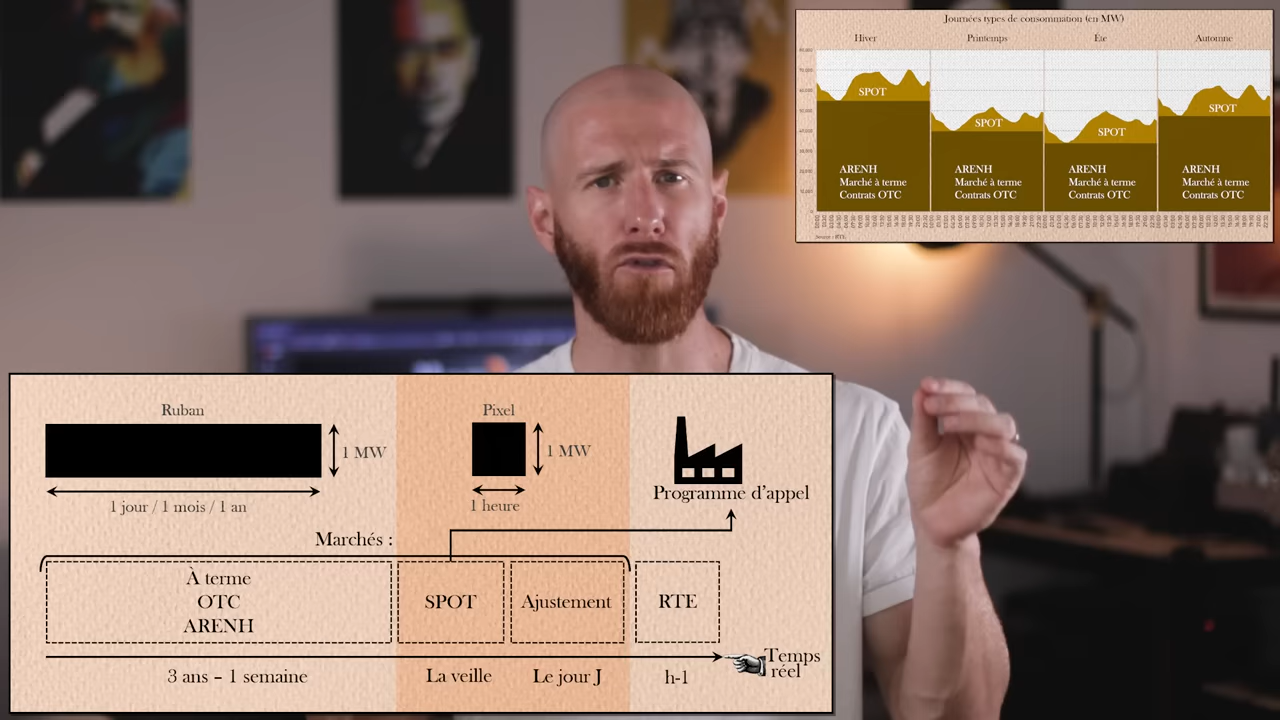 Journées types de consommation (en MW)
Hiver
Printemps
Été
Automne
SPOT
SPOT
SPOT
SPOT
ARENH
Marché à terme
Contrats OTC
ARENH
Marché à terme
Contrats OTC
ARENH
Marché à terme
Contrats OTC
ARENH
Marché à terme
Contrats OTC
Source : RTE
Ruban
Pixel
1 MW
1 MW
1 jour / 1 mois / 1 an
1 heure
Programme d'appel
Marchés :
À terme
OTC
ARENH
SPOT
Ajustement
RTE
Temps
réel
3 ans – 1 semaine
La veille
Le jour J
h-1